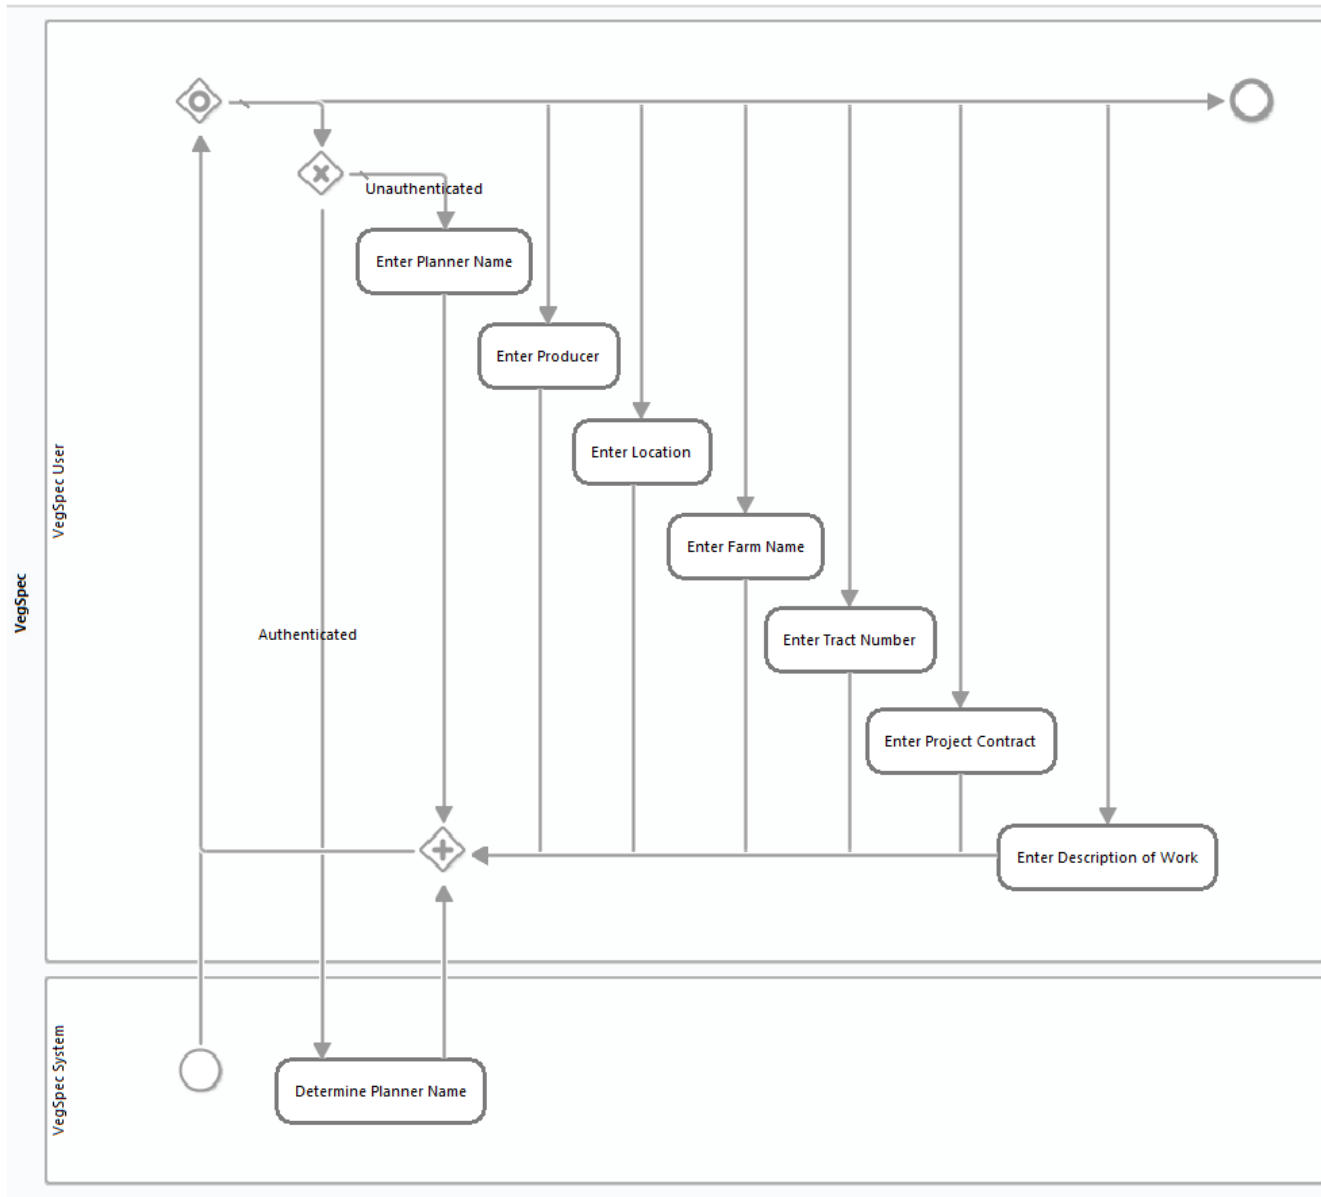 VegSpec
VegSpec User
Unauthenticated
Enter Planner Name
Enter Producer
Enter Location
Enter Farm Name
Authenticated
Enter Tract Number
Enter Project Contract
Enter Description of Work
VegSpec System
Determine Planner Name